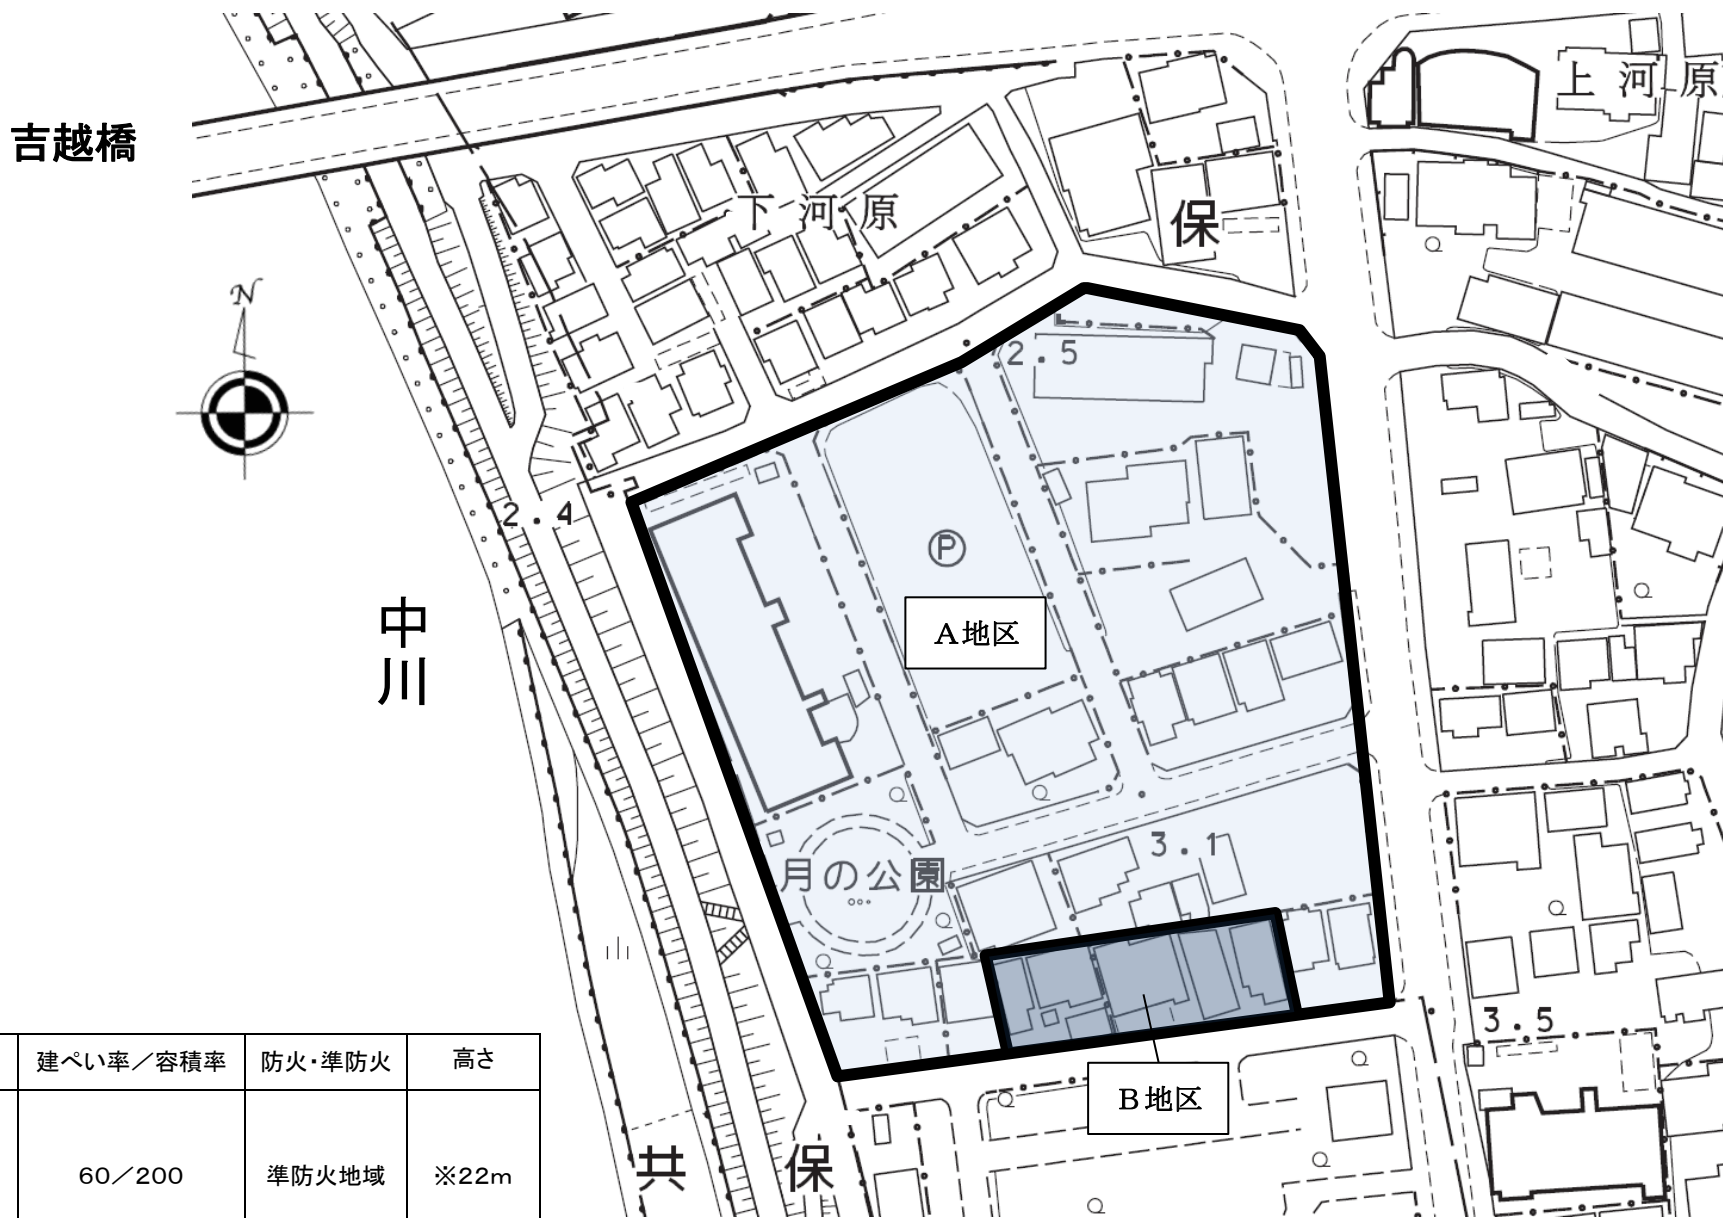 吉越橋
上河原
下河原
保
N
2.5
2.4
P
A地区
中川
3.1
月の公園
3.5
B地区
共保
建ぺい率／容積率 防火・準防火 高さ
60／200 準防火地域 ※22m